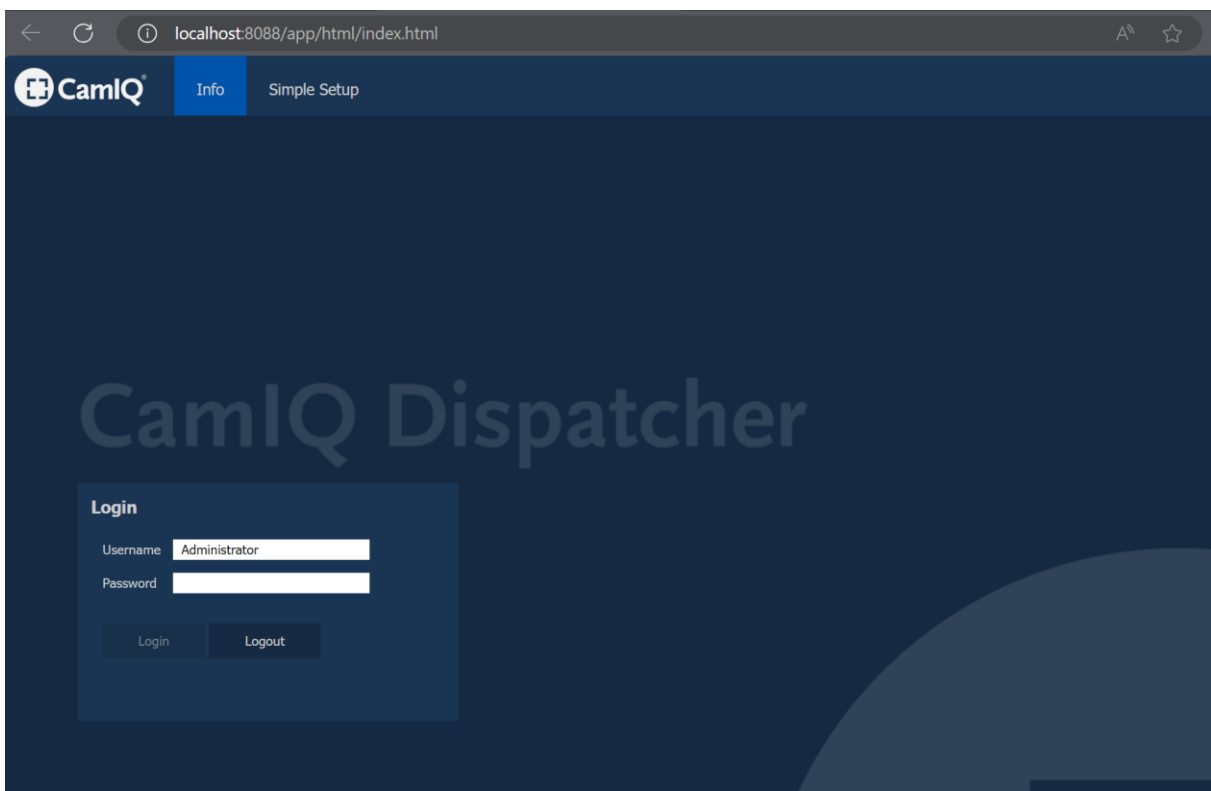 localhost:8088/app/html/index.html
CamIQ®
Info
Simple Setup
CamIQ Dispatcher
Login
Username Administrator
Password
Login Logout